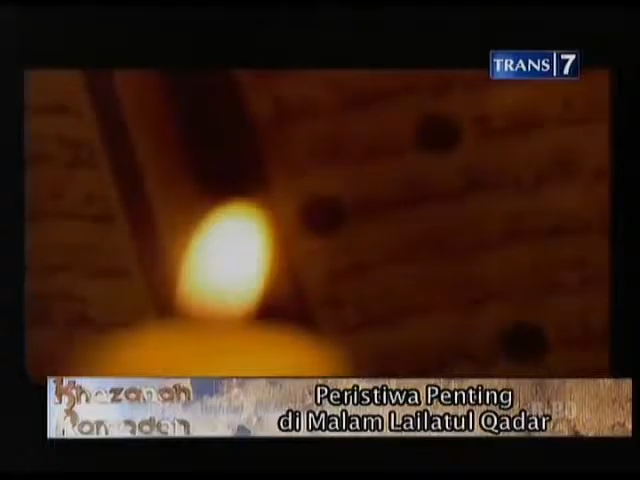 TRANS 7
Khazanah
Ramadan
Peristiwa Penting
di Malam Lailatul Qadar